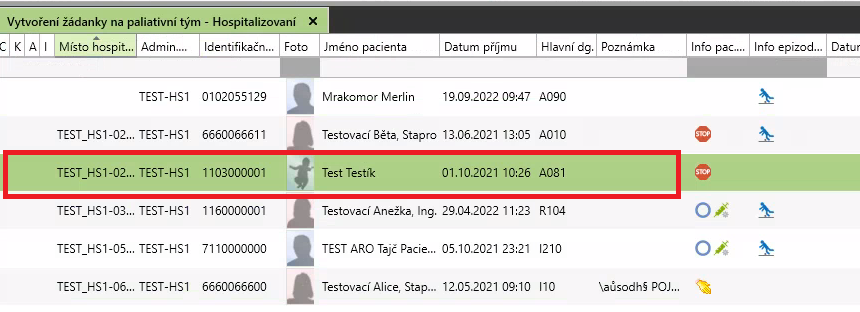 Vytvoření žádanky na paliativní tým - Hospitalizovaní ✕
C K A I Místo hospit... Admin.... Identifikačn... Foto Jméno pacienta Datum příjmu Hlavní dg. Poznámka Info pac.... Info epizod... Datur
TEST-HS1 0102055129 Mrakomor Merlin 19.09.2022 09:47 A090
TEST_HS1-02... TEST-HS1 6660066611 Testovací Běta, Stapro 13.06.2021 13:05 A010 STOP
TEST_HS1-02... TEST-HS1 1103000001 Test Testík 01.10.2021 10:26 A081 STOP
TEST_HS1-03... TEST-HS1 1160000001 Testovací Anežka, Ing. 29.04.2022 11:23 R104
TEST_HS1-05... TEST-HS1 7110000000 TEST ARO Tajč Pacie... 05.10.2021 23:21 I210
TEST_HS1-06... TEST-HS1 6660066600 Testovací Alice, Stap... 12.05.2021 09:10 I10 \aůsodh§ POJ...